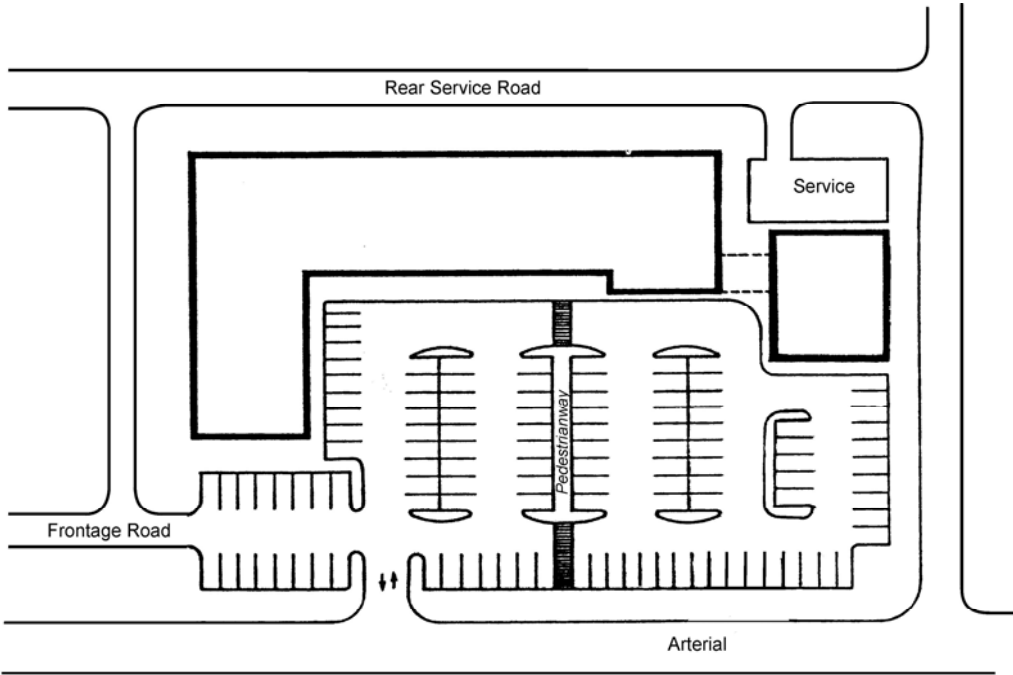 Rear Service Road
Service
Pedestrianway
Frontage Road
Arterial